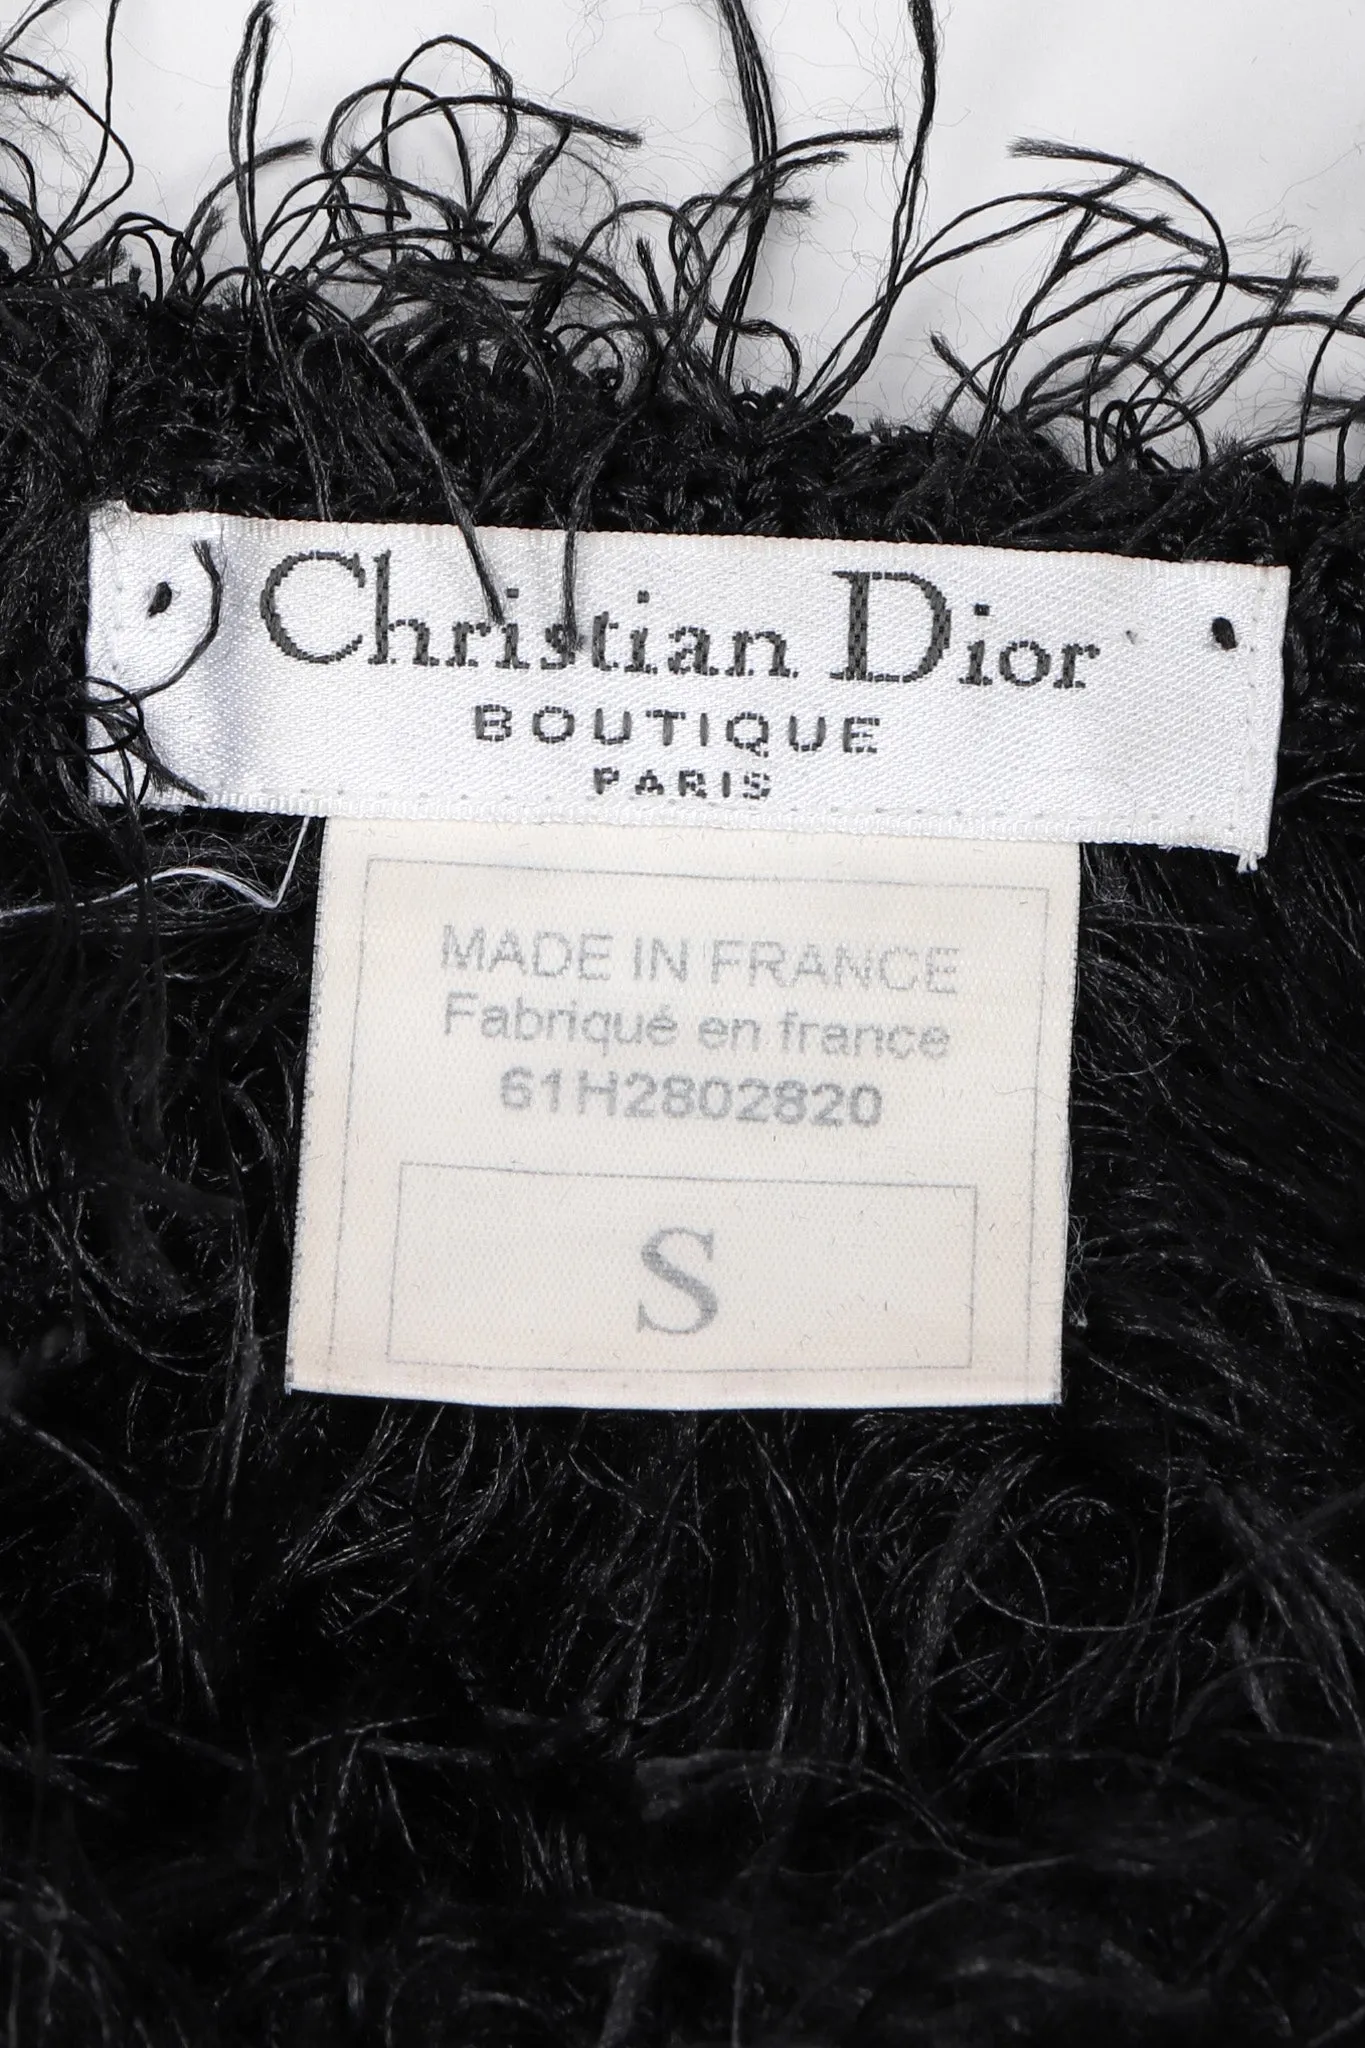 Christian Dior
BOUTIQUE
PARIS
MADE IN FRANCE
Fabriqué en france
61H2802820
S